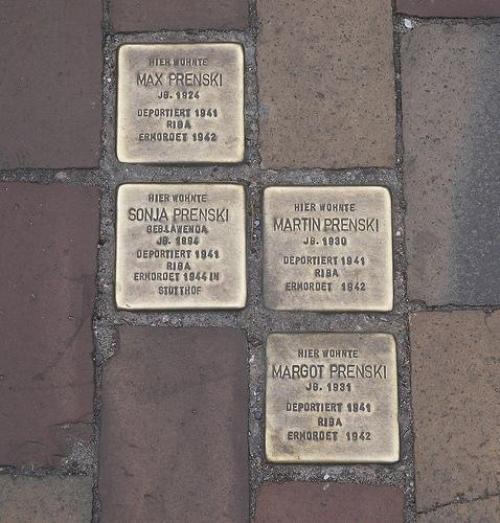 HIER WOHNTE
MAX PRENSKI
JG. 1924
DEPORTIERT 1941
RIGA
ERMORDET 1942
HIER WOHNTE
SONJA PRENSKI
GEB. LAWENDA
JG. 1894
DEPORTIERT 1941
RIGA
ERMORDET 1944 IN
STUTTHOF
HIER WOHNTE
MARTIN PRENSKI
JG. 1930
DEPORTIERT 1941
RIGA
ERMORDET 1942
HIER WOHNTE
MARGOT PRENSKI
JG. 1931
DEPORTIERT 1941
RIGA
ERMORDET 1942